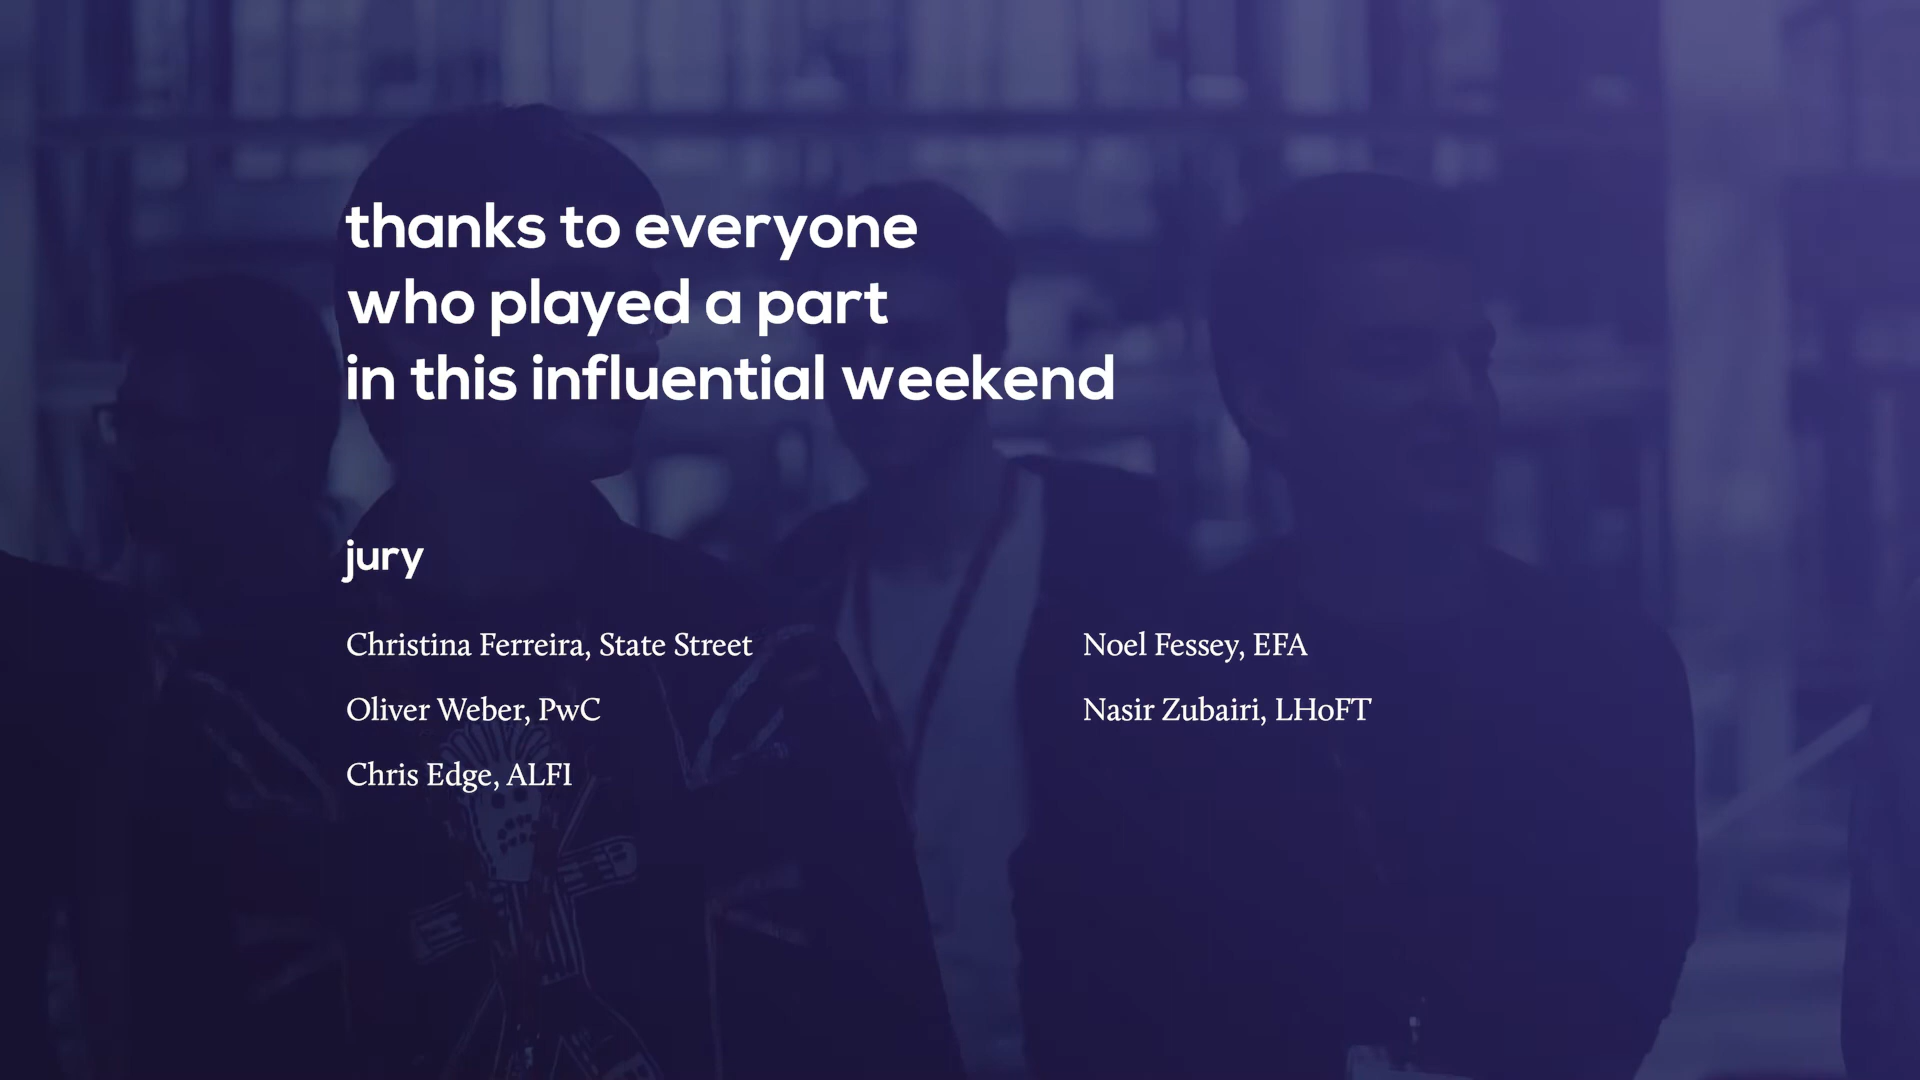 thanks to everyone
who played a part
in this influential weekend
jury
Christina Ferreira, State Street
Oliver Weber, PwC
Chris Edge, ALFI
Noel Fessey, EFA
Nasir Zubairi, LHoFT